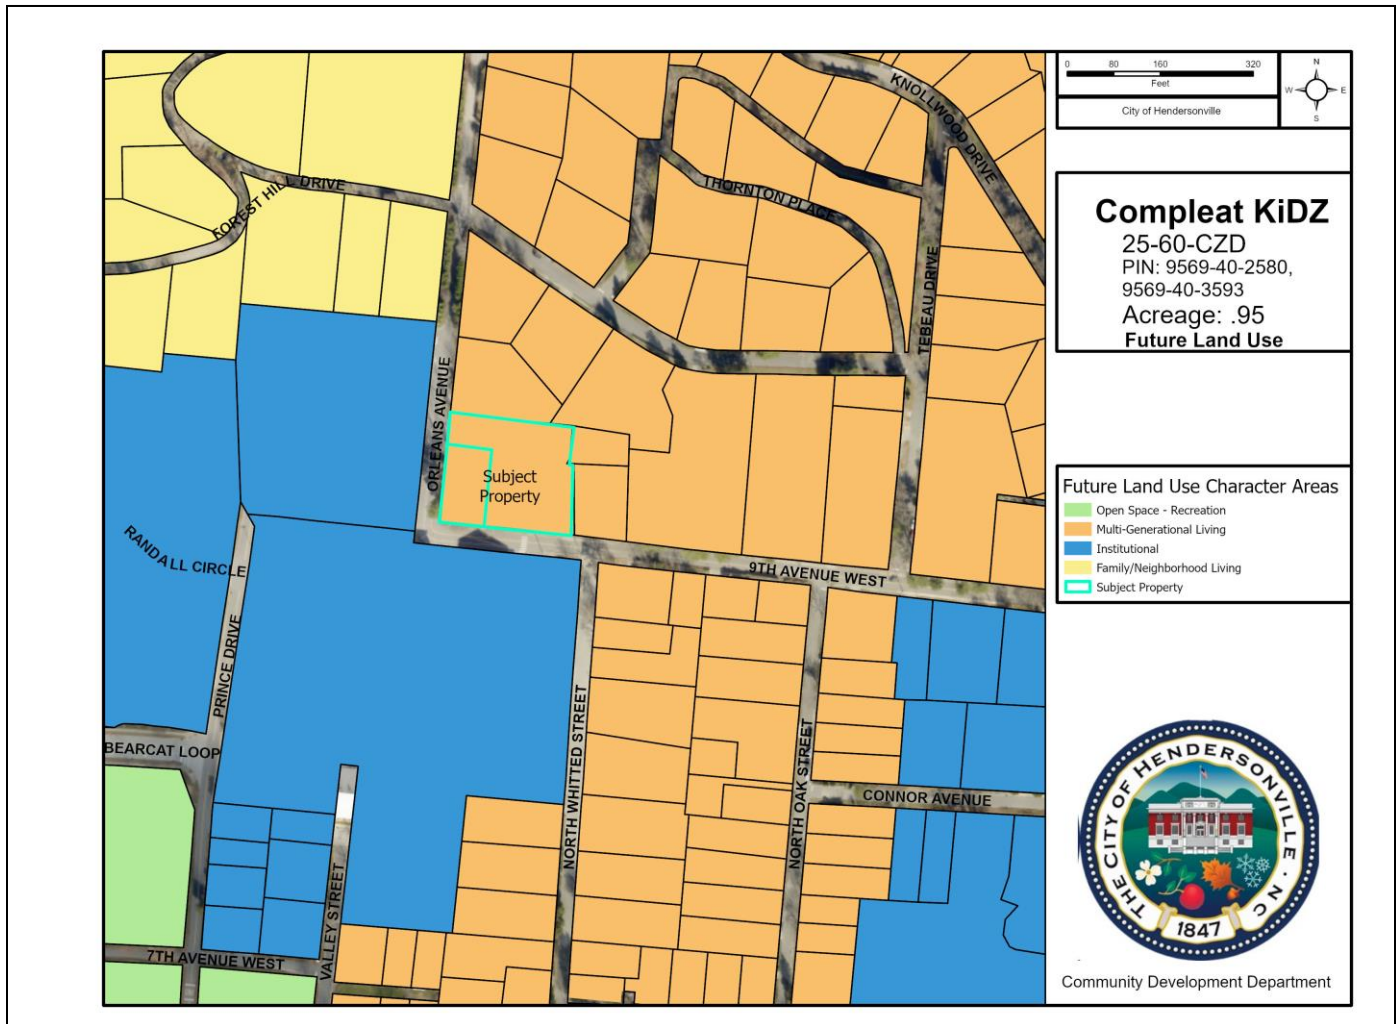 0 80 160 320
Feet
City of Hendersonville
N
W E
S
Compleat KiDZ
25-60-CZD
PIN: 9569-40-2580,
9569-40-3593
Acreage: .95
Future Land Use
Future Land Use Character Areas
Open Space - Recreation
Multi-Generational Living
Institutional
Family/Neighborhood Living
Subject Property
KNOLLWOOD DRIVE
FOREST HILL DRIVE
THORNTON PLACE
TEBEAU DRIVE
ORLEANS AVENUE
Subject
Property
RANDALL CIRCLE
9TH AVENUE WEST
PRINCE DRIVE
NORTH WHITTED STREET
NORTH OAK STREET
BEARCAT LOOP
CONNOR AVENUE
VALLEY STREET
7TH AVENUE WEST
THE CITY OF HENDERSONVILLE · NC
1847
Community Development Department